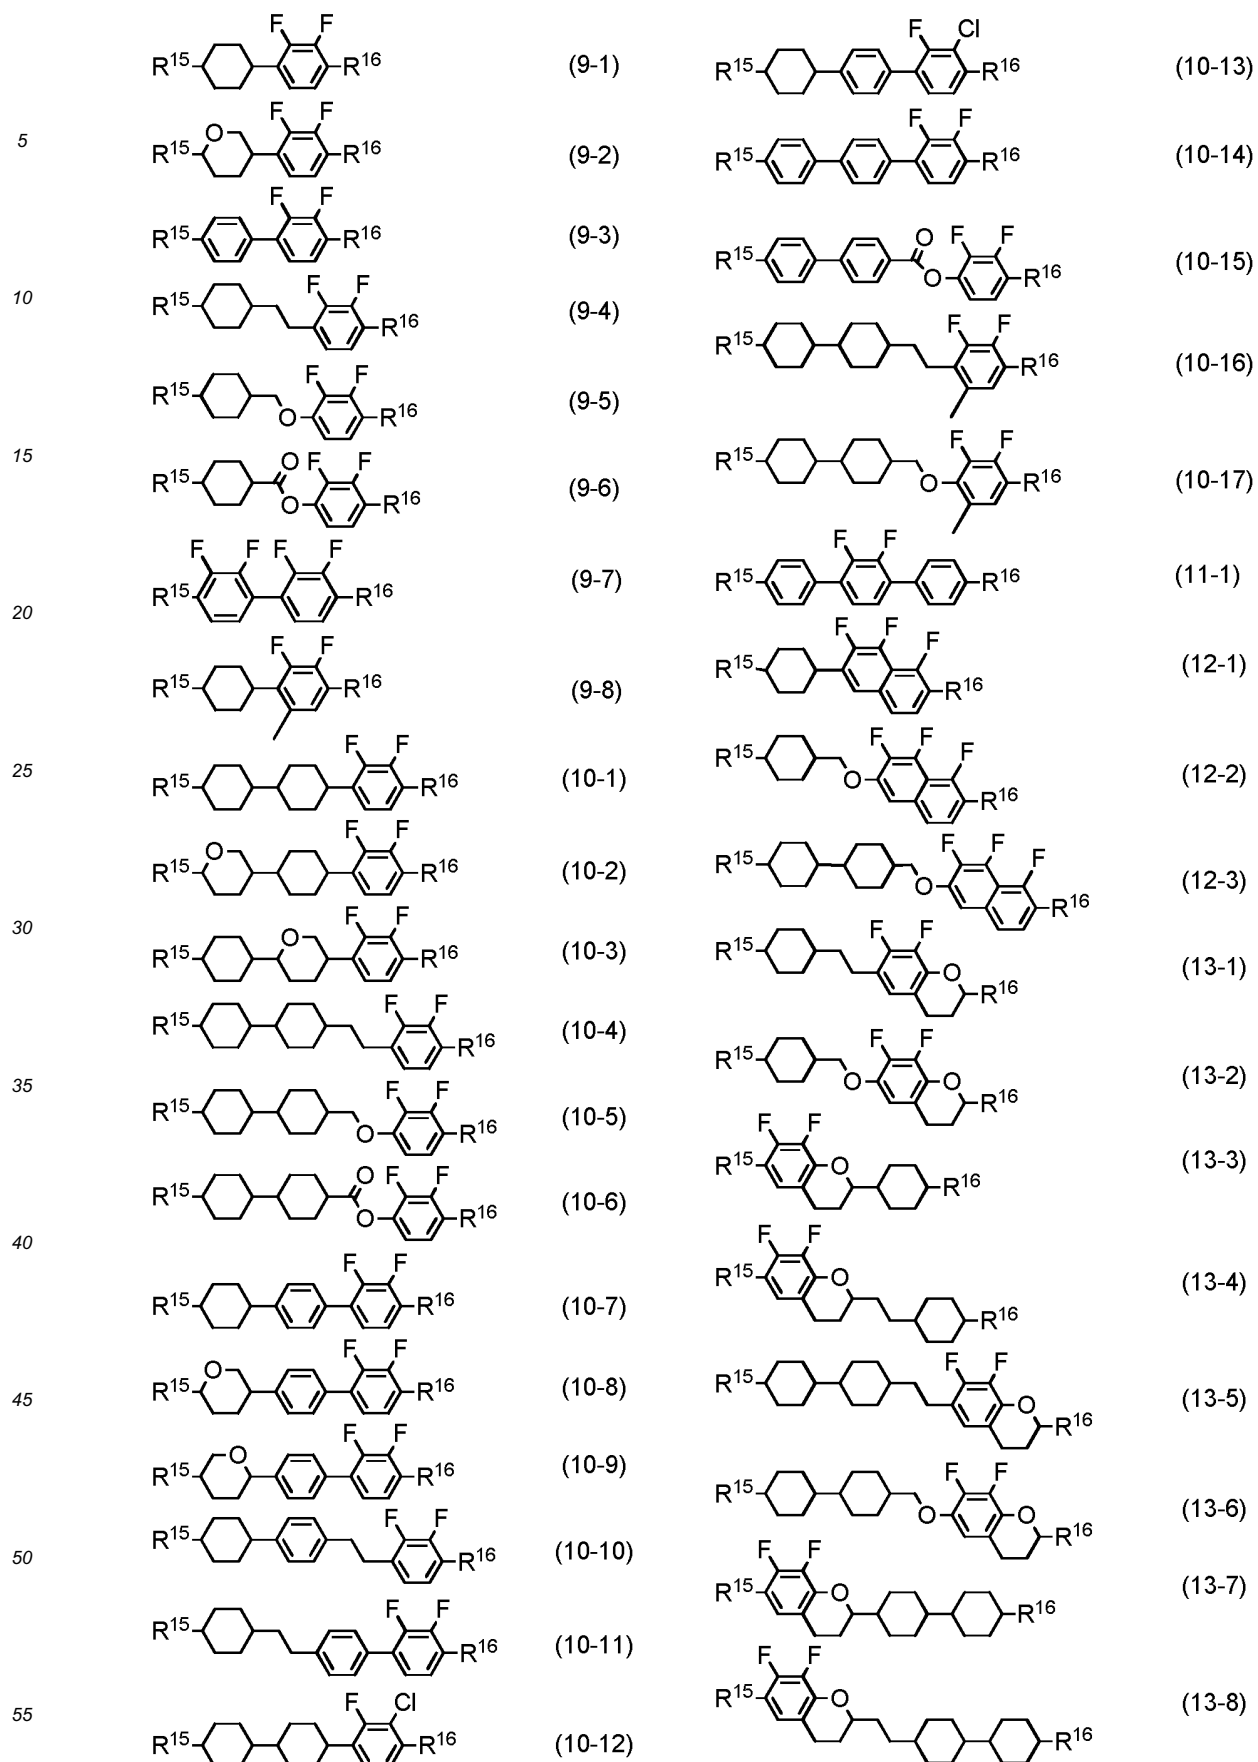 F F
R¹⁵ R¹⁶ (9-1)
5
O F F
R¹⁵ R¹⁶ (9-2)
F F
R¹⁵ R¹⁶ (9-3)
10
F F
R¹⁵ R¹⁶ (9-4)
F F
R¹⁵ O R¹⁶ (9-5)
15
O F F
R¹⁵ O R¹⁶ (9-6)
F F F F
R¹⁵ R¹⁶ (9-7)
20
F F
R¹⁵ R¹⁶ (9-8)
F F
R¹⁵ R¹⁶ (10-1)
25
O F F
R¹⁵ R¹⁶ (10-2)
30
O F F
R¹⁵ R¹⁶ (10-3)
F F
R¹⁵ R¹⁶ (10-4)
35
F F
R¹⁵ O R¹⁶ (10-5)
O F F
R¹⁵ O R¹⁶ (10-6)
40
F F
R¹⁵ R¹⁶ (10-7)
O F F
R¹⁵ R¹⁶ (10-8)
45
O F F
R¹⁵ R¹⁶ (10-9)
F F
R¹⁵ R¹⁶ (10-10)
50
F F
R¹⁵ R¹⁶ (10-11)
55
F Cl
R¹⁵ R¹⁶ (10-12)
F Cl
R¹⁵ R¹⁶ (10-13)
F F
R¹⁵ R¹⁶ (10-14)
O F F
R¹⁵ O R¹⁶ (10-15)
F F
R¹⁵ R¹⁶ (10-16)
F F
R¹⁵ O R¹⁶ (10-17)
F F
R¹⁵ R¹⁶ (11-1)
F F F
R¹⁵ R¹⁶ (12-1)
F F F
R¹⁵ O R¹⁶ (12-2)
F F F
R¹⁵ O R¹⁶ (12-3)
F F
R¹⁵ O R¹⁶ (13-1)
F F
R¹⁵ O O R¹⁶ (13-2)
F F
R¹⁵ O R¹⁶ (13-3)
F F
R¹⁵ O R¹⁶ (13-4)
F F
R¹⁵ O R¹⁶ (13-5)
F F
R¹⁵ O O R¹⁶ (13-6)
F F
R¹⁵ O R¹⁶ (13-7)
F F
R¹⁵ O R¹⁶ (13-8)